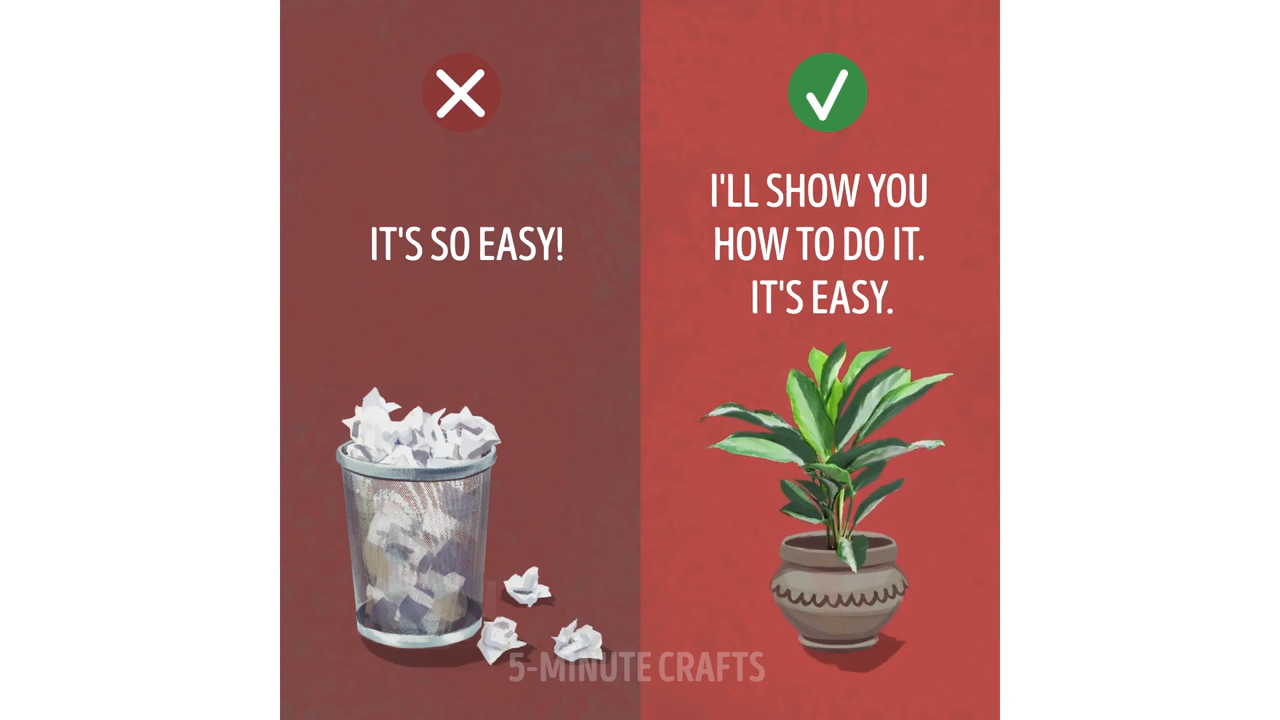 IT'S SO EASY!
I'LL SHOW YOU
HOW TO DO IT.
IT'S EASY.
5-MINUTE CRAFTS